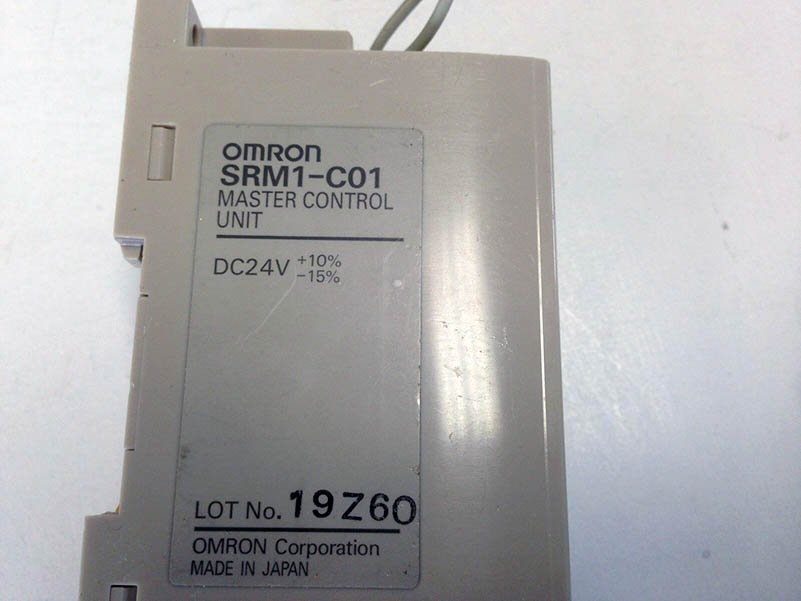 OMRON
SRM1-C01
MASTER CONTROL
UNIT
DC24V +10%
-15%
LOT No. 19Z60
OMRON Corporation
MADE IN JAPAN